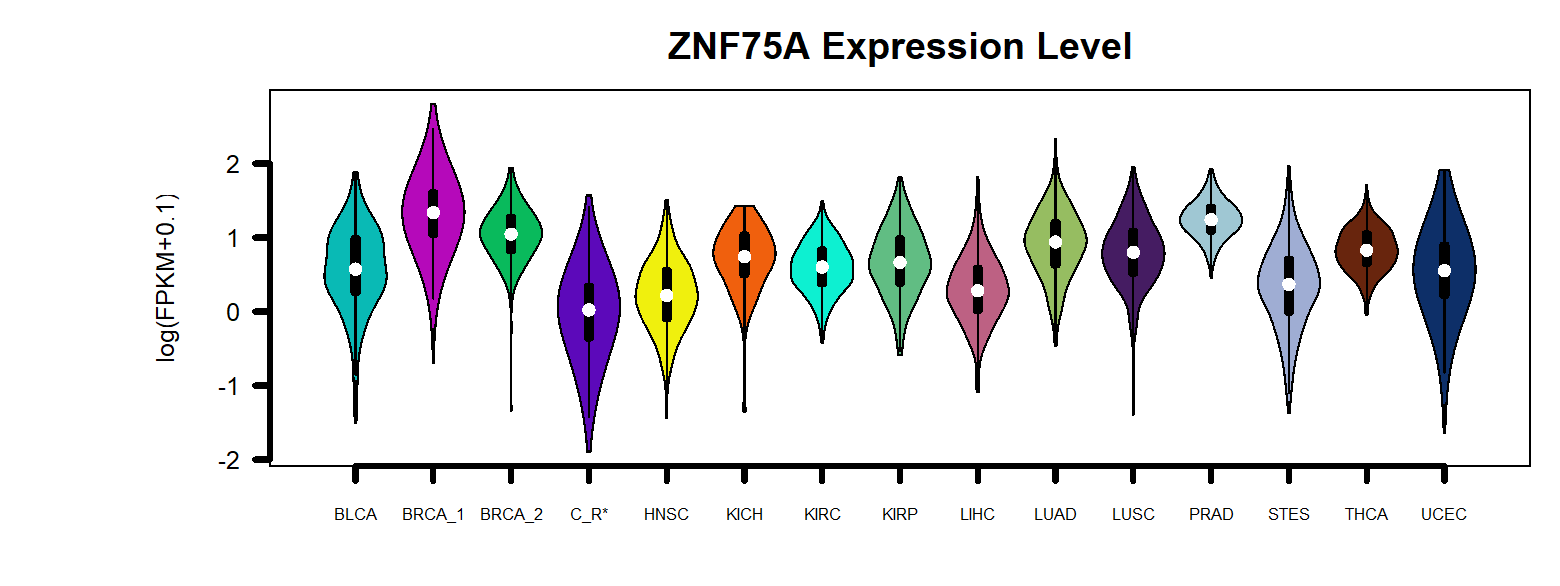 ZNF75A Expression Level
log(FPKM+0.1)
2
1
0
-1
-2
BLCA BRCA_1 BRCA_2 C_R* HNSC KICH KIRC KIRP LIHC LUAD LUSC PRAD STES THCA UCEC